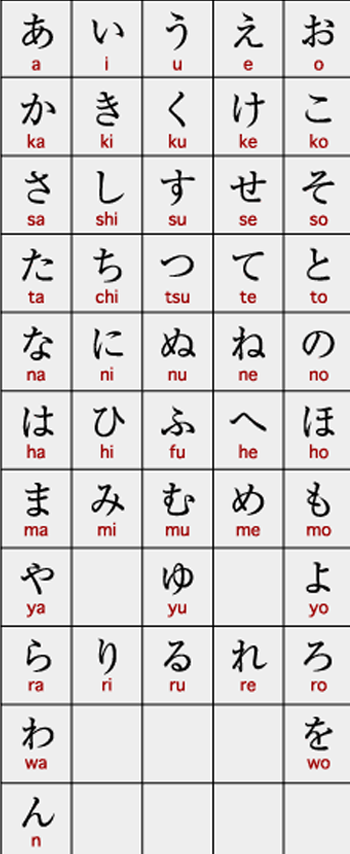 あ い う え お
a i u e o
か き く け こ
ka ki ku ke ko
さ し す せ そ
sa shi su se so
た ち つ て と
ta chi tsu te to
な に ぬ ね の
na ni nu ne no
は ひ ふ へ ほ
ha hi fu he ho
ま み む め も
ma mi mu me mo
や ゆ よ
ya yu yo
ら り る れ ろ
ra ri ru re ro
わ を
wa wo
ん
n